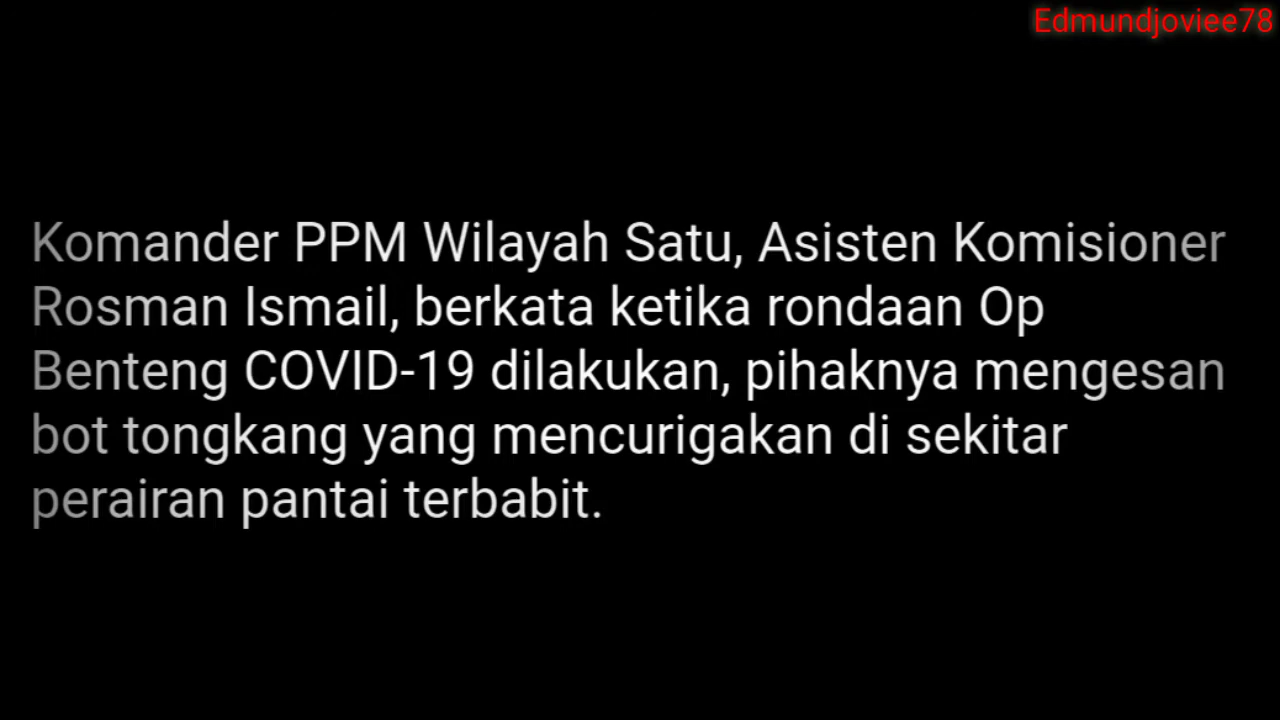 Edmundjoviee78
Komander PPM Wilayah Satu, Asisten Komisioner
Rosman Ismail, berkata ketika rondaan Op
Benteng COVID-19 dilakukan, pihaknya mengesan
bot tongkang yang mencurigakan di sekitar
perairan pantai terbabit.